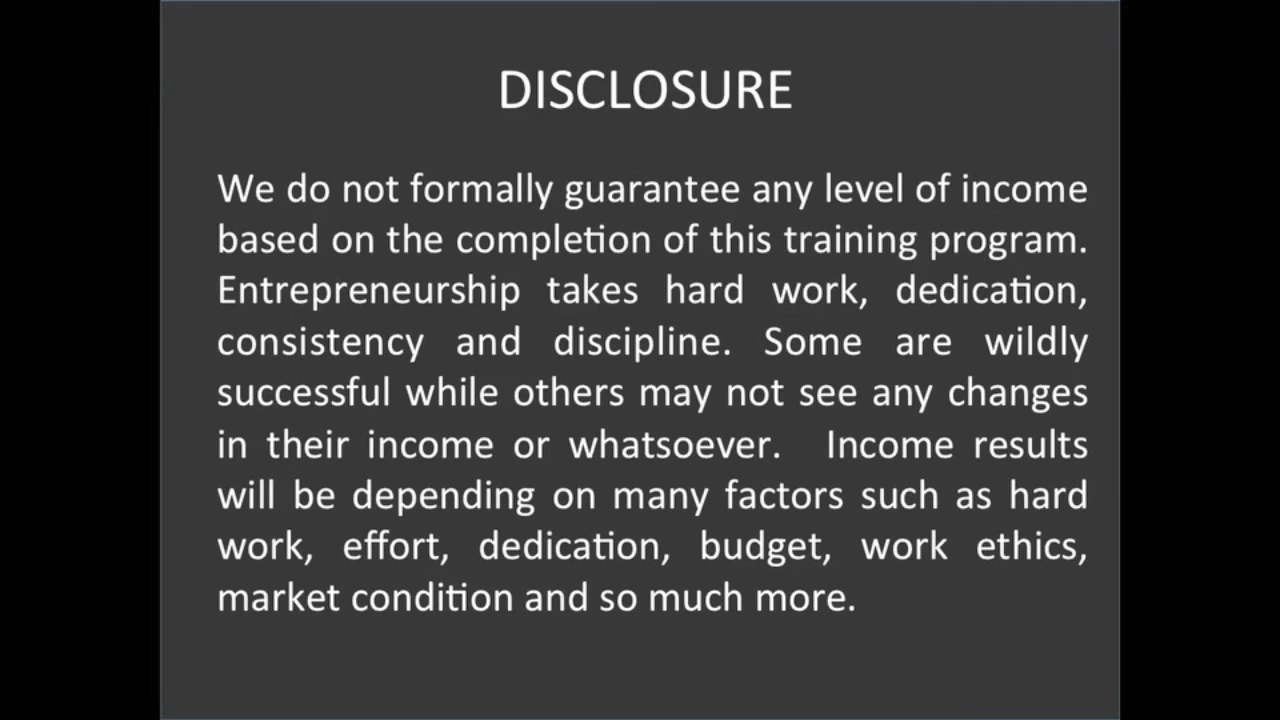 DISCLOSURE
We do not formally guarantee any level of income
based on the completion of this training program.
Entrepreneurship takes hard work, dedication,
consistency and discipline. Some are wildly
successful while others may not see any changes
in their income or whatsoever.  Income results
will be depending on many factors such as hard
work, effort, dedication, budget, work ethics,
market condition and so much more.